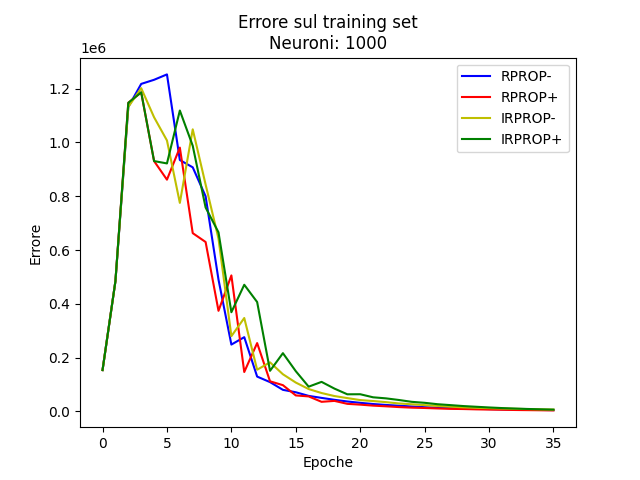 Errore sul training set
Neuroni: 1000
1e6
RPROP-
RPROP+
IRPROP-
IRPROP+
1.2
1.0
0.8
0.6
0.4
0.2
0.0
Errore
0 5 10 15 20 25 30 35
Epoche